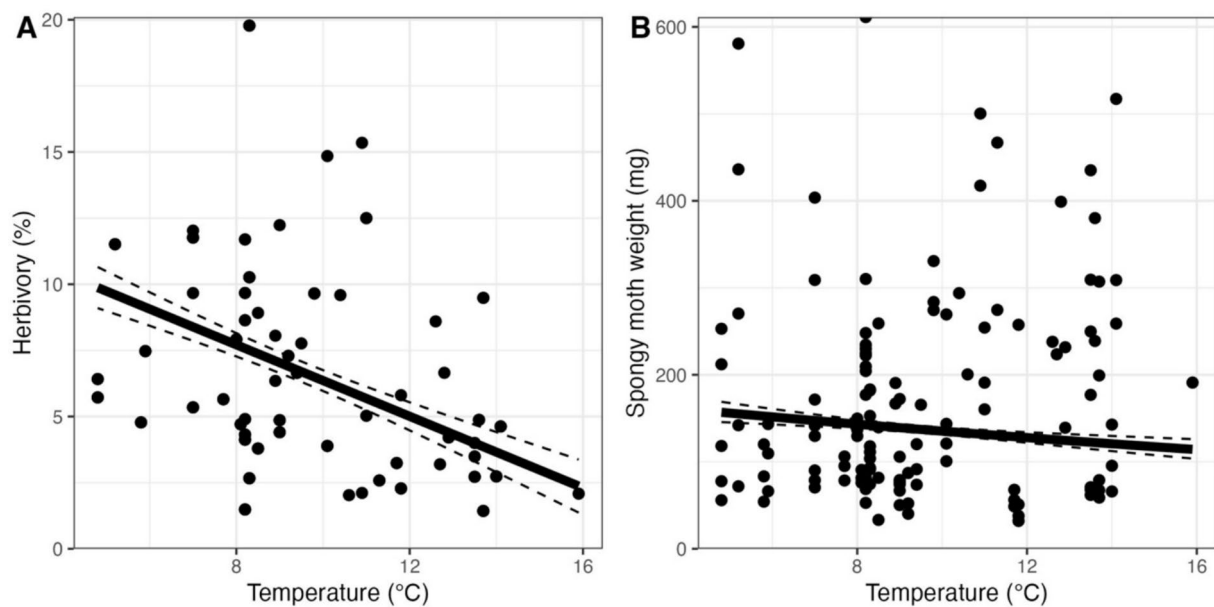 A
Herbivory (%)
20
15
10
5
0
8
12
16
Temperature (°C)
B
Spongy moth weight (mg)
600
400
200
0
8
12
16
Temperature (°C)